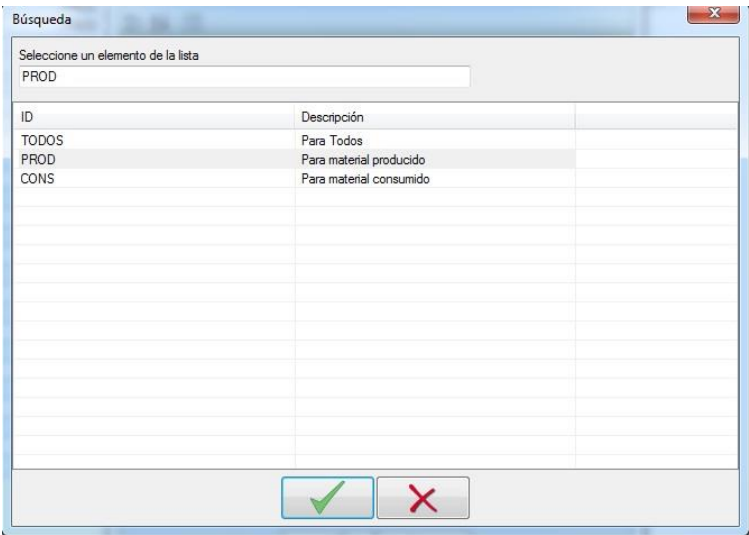 Búsqueda
Seleccione un elemento de la lista
PROD
ID Descripción
TODOS Para Todos
PROD Para material producido
CONS Para material consumido